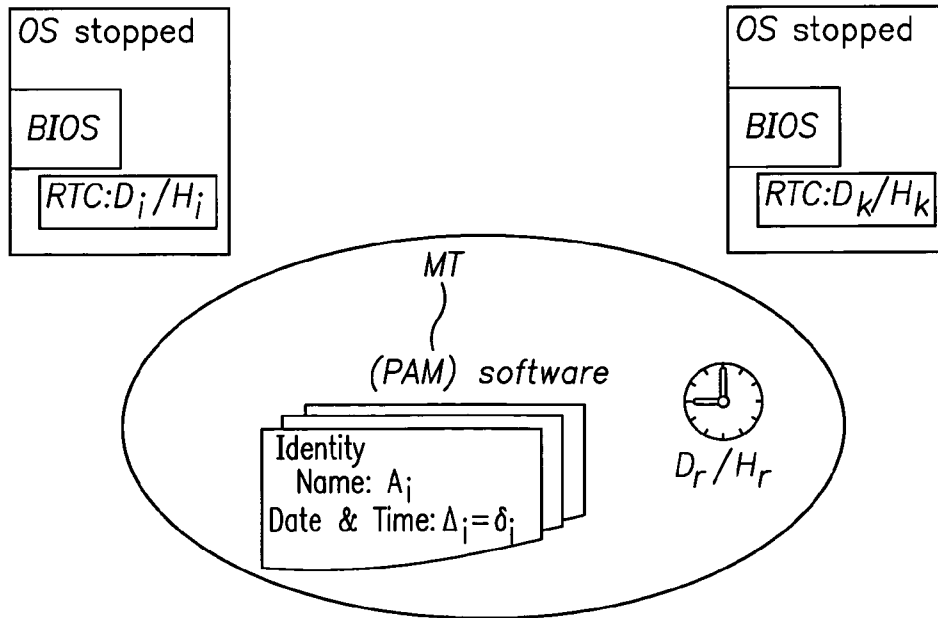 OS stopped
BIOS
RTC:Di/Hi
OS stopped
BIOS
RTC:Dk/Hk
MT
(PAM) software
Identity
Name: Ai
Date & Time: Δi=δi
Dr/Hr